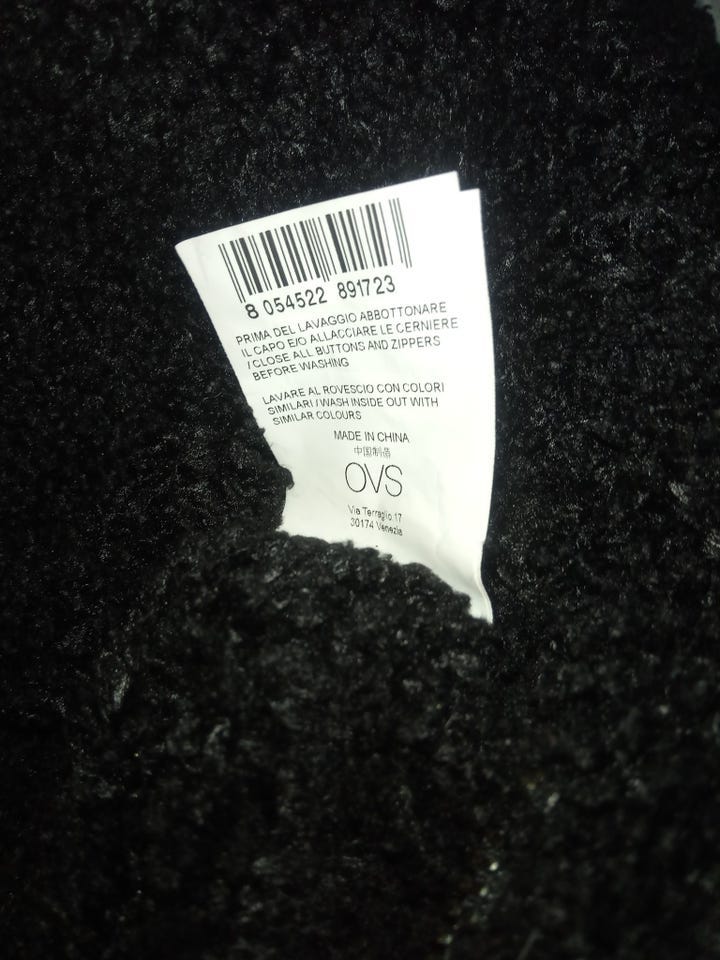 8 054522 891723
PRIMA DEL LAVAGGIO ABBOTTONARE
IL CAPO E/O ALLACCIARE LE CERNIERE
/ CLOSE ALL BUTTONS AND ZIPPERS
BEFORE WASHING
LAVARE AL ROVESCIO CON COLORI
SIMILARI / WASH INSIDE OUT WITH
SIMILAR COLOURS
MADE IN CHINA
中国制造
OVS
Via Terraglio 17
30174 Venezia